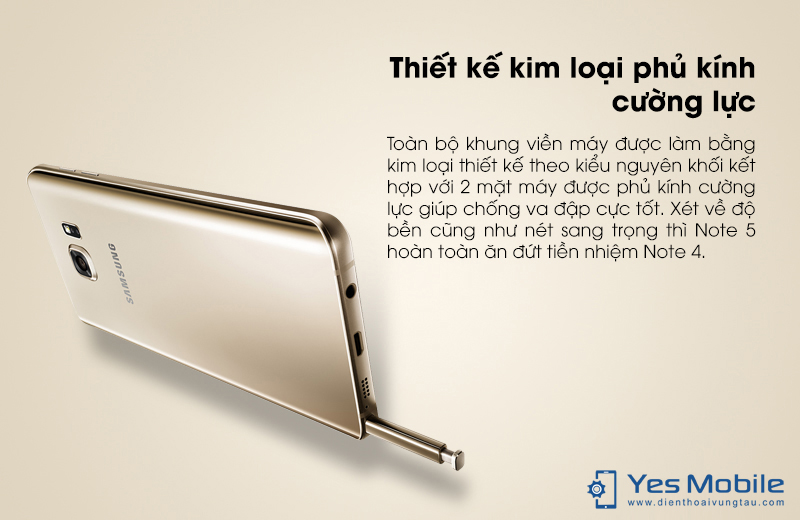 Thiết kế kim loại phủ kính
cường lực
Toàn bộ khung viền máy được làm bằng
kim loại thiết kế theo kiểu nguyên khối kết
hợp với 2 mặt máy được phủ kính cường
lực giúp chống va đập cực tốt. Xét về độ
bền cũng như nét sang trọng thì Note 5
hoàn toàn ăn đứt tiền nhiệm Note 4.
SAMSUNG
Yes Mobile
www.dienthoaivungtau.com